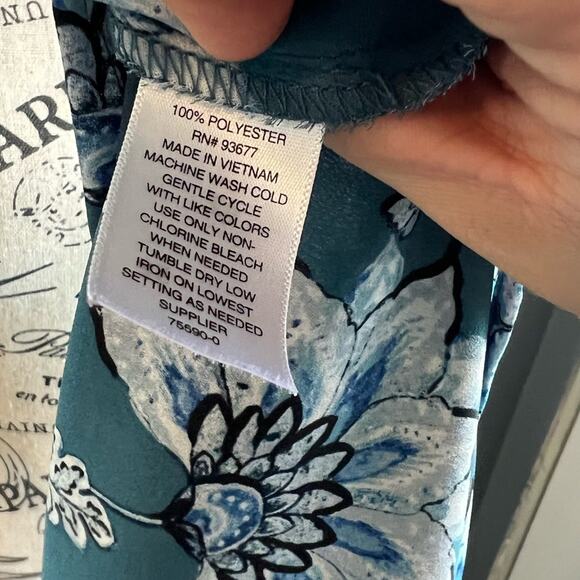 100% POLYESTER
RN# 93677
MADE IN VIETNAM
MACHINE WASH COLD
GENTLE CYCLE
WITH LIKE COLORS
USE ONLY NON-
CHLORINE BLEACH
WHEN NEEDED
TUMBLE DRY LOW
IRON ON LOWEST
SETTING AS NEEDED
SUPPLIER
75590-0